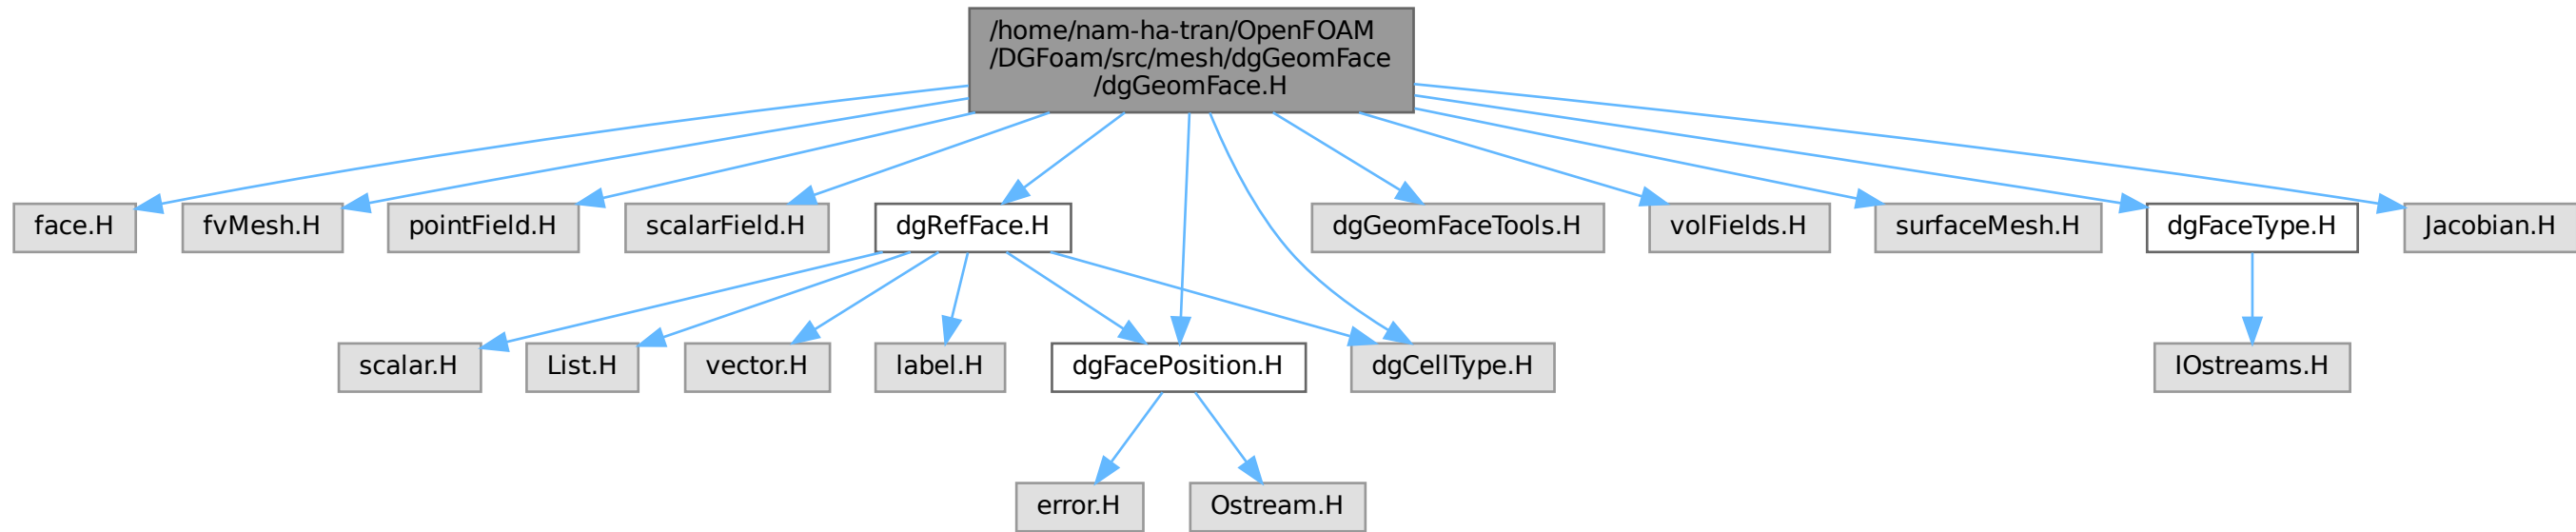 /home/nam-ha-tran/OpenFOAM
/DGFoam/src/mesh/dgGeomFace
/dgGeomFace.H
face.H
fvMesh.H
pointField.H
scalarField.H
dgRefFace.H
dgGeomFaceTools.H
volFields.H
surfaceMesh.H
dgFaceType.H
Jacobian.H
scalar.H
List.H
vector.H
label.H
dgFacePosition.H
dgCellType.H
IOstreams.H
error.H
Ostream.H